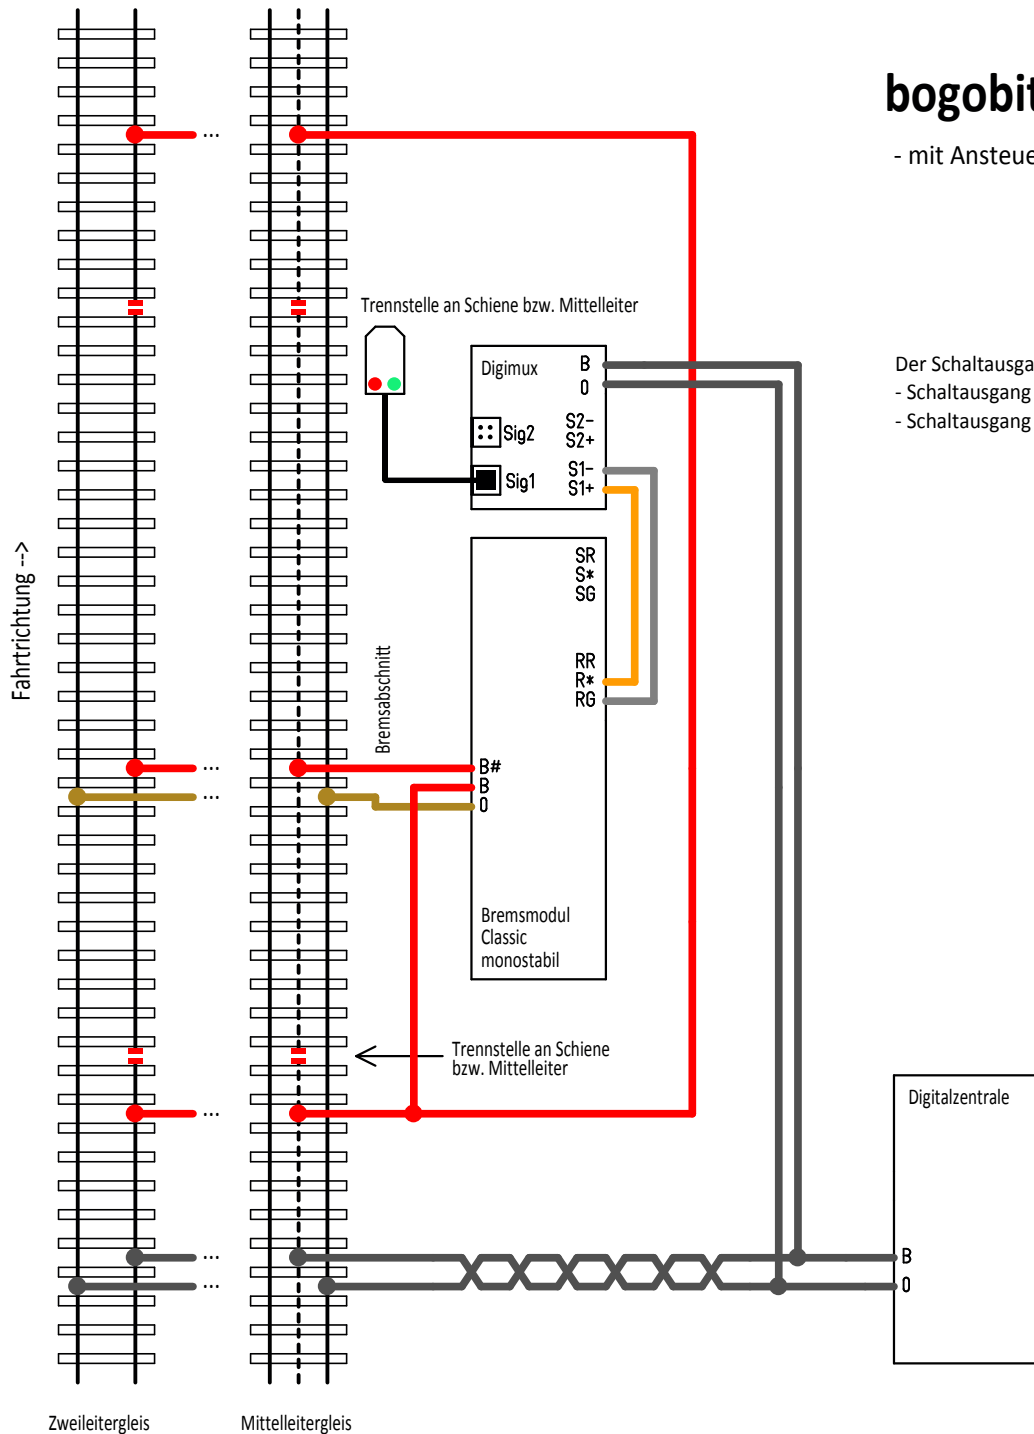 bogobit
- mit Ansteue
...
...
Trennstelle an Schiene bzw. Mittelleiter
Der Schaltausga
- Schaltausgang
- Schaltausgang
Digimux
B
0
S2-
S2+
Sig2
S1-
S1+
Sig1
SR
S*
SG
Fahrtrichtung -->
RR
R*
RG
Bremsabschnitt
...
B#
B
...
0
Bremsmodul
Classic
monostabil
Trennstelle an Schiene
bzw. Mittelleiter
Digitalzentrale
...
...
B
...
0
Zweileitergleis
Mittelleitergleis